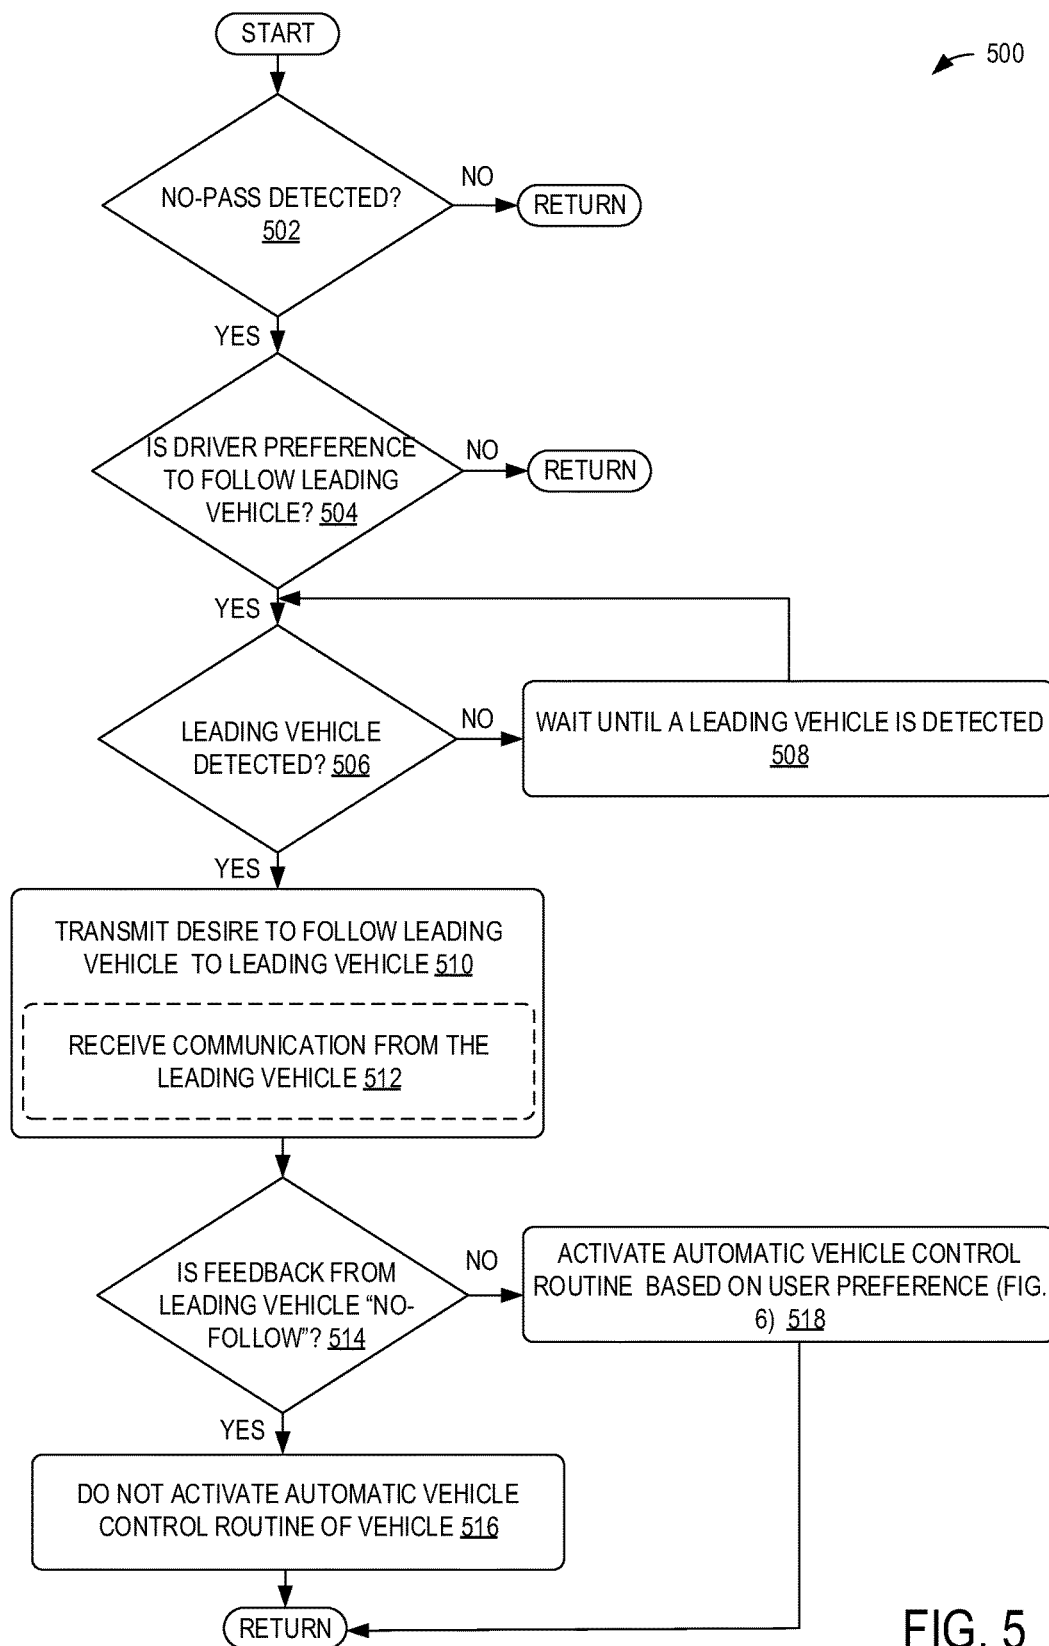 START
500
NO-PASS DETECTED?
502
NO
RETURN
YES
IS DRIVER PREFERENCE
TO FOLLOW LEADING
VEHICLE? 504
NO
RETURN
YES
LEADING VEHICLE
DETECTED? 506
NO
WAIT UNTIL A LEADING VEHICLE IS DETECTED
508
YES
TRANSMIT DESIRE TO FOLLOW LEADING
VEHICLE TO LEADING VEHICLE 510
RECEIVE COMMUNICATION FROM THE
LEADING VEHICLE 512
IS FEEDBACK FROM
LEADING VEHICLE “NO-
FOLLOW”? 514
NO
ACTIVATE AUTOMATIC VEHICLE CONTROL
ROUTINE BASED ON USER PREFERENCE (FIG.
6) 518
YES
DO NOT ACTIVATE AUTOMATIC VEHICLE
CONTROL ROUTINE OF VEHICLE 516
RETURN
FIG. 5